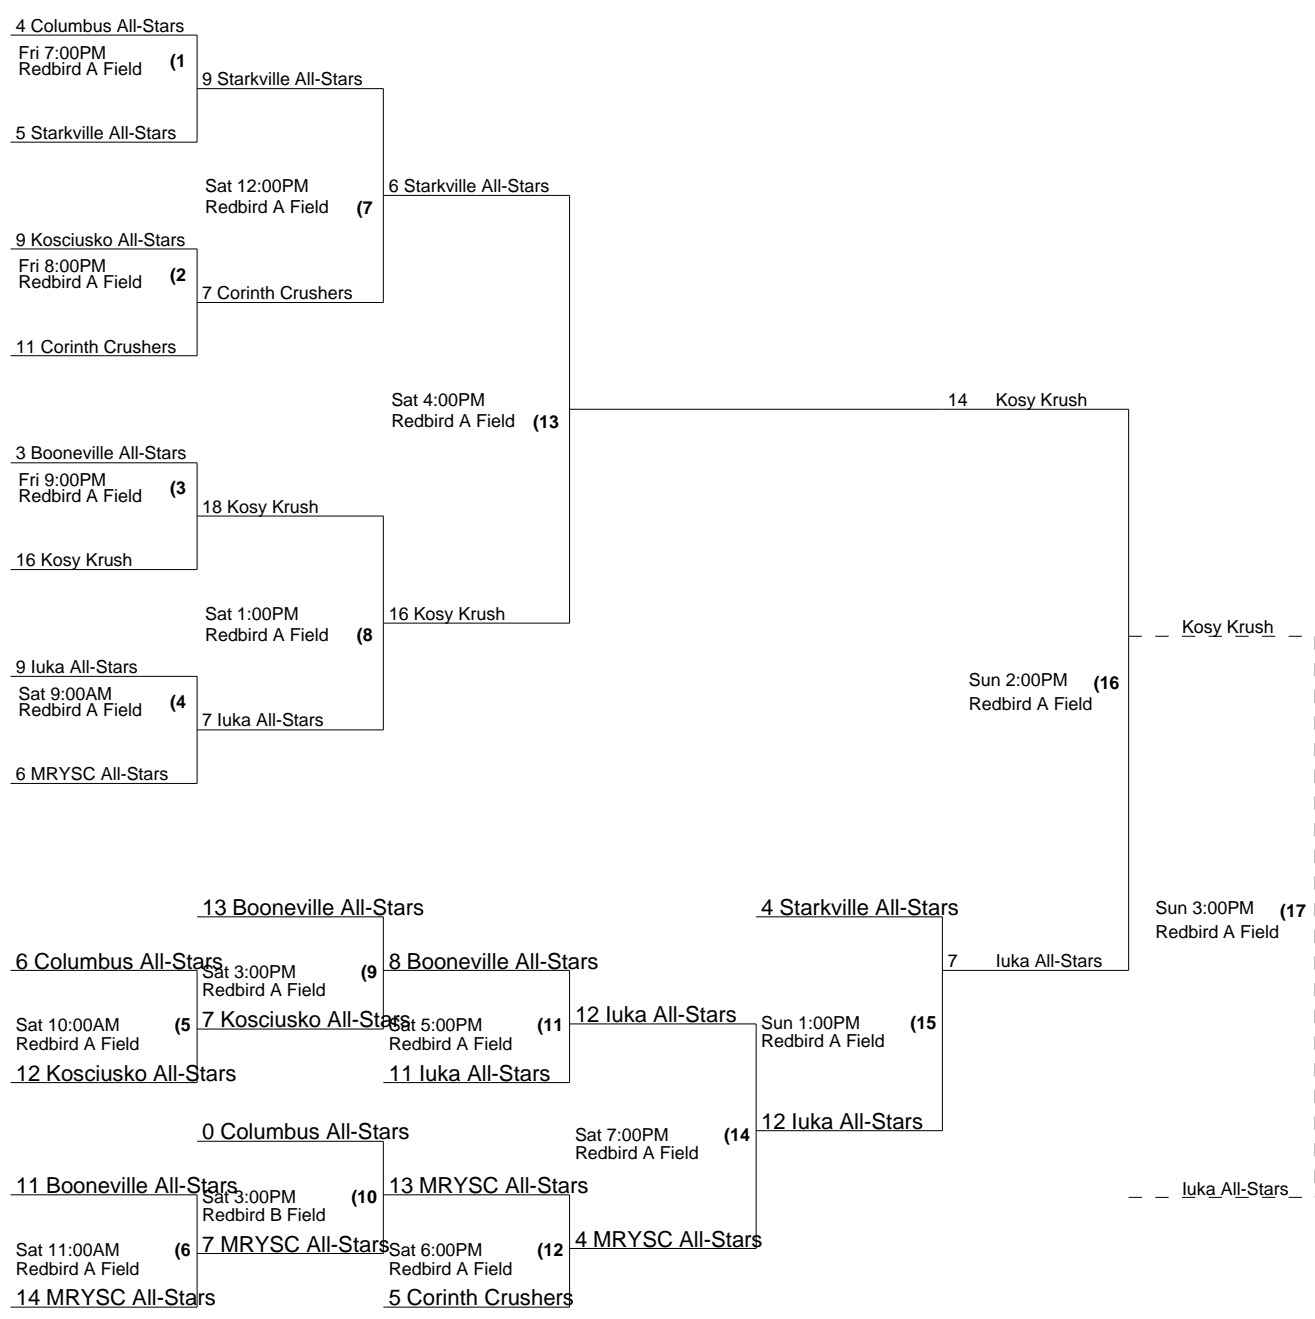 4 Columbus All-Stars
Fri 7:00PM
Redbird A Field (1
9 Starkville All-Stars
5 Starkville All-Stars
Sat 12:00PM
Redbird A Field (7
6 Starkville All-Stars
9 Kosciusko All-Stars
Fri 8:00PM
Redbird A Field (2
7 Corinth Crushers
11 Corinth Crushers
Sat 4:00PM
Redbird A Field (13
14 Kosy Krush
3 Booneville All-Stars
Fri 9:00PM
Redbird A Field (3
18 Kosy Krush
16 Kosy Krush
Sat 1:00PM
Redbird A Field (8
16 Kosy Krush
Kosy Krush
9 Iuka All-Stars
Sat 9:00AM
Redbird A Field (4
7 Iuka All-Stars
Sun 2:00PM (16
Redbird A Field
6 MRYSC All-Stars
13 Booneville All-Stars
4 Starkville All-Stars
Sun 3:00PM (17
Redbird A Field
6 Columbus All-Stars
Sat 3:00PM (9
Redbird A Field
8 Booneville All-Stars
7 Iuka All-Stars
Sat 10:00AM (5
Redbird A Field
7 Kosciusko All-Stars
Sat 5:00PM (11
Redbird A Field
12 Iuka All-Stars
Sun 1:00PM (15
Redbird A Field
12 Kosciusko All-Stars
11 Iuka All-Stars
0 Columbus All-Stars
Sat 7:00PM (14
Redbird A Field
12 Iuka All-Stars
11 Booneville All-Stars
Sat 3:00PM (10
Redbird B Field
13 MRYSC All-Stars
Iuka All-Stars
Sat 11:00AM (6
Redbird A Field
7 MRYSC All-Stars
Sat 6:00PM (12
Redbird A Field
4 MRYSC All-Stars
14 MRYSC All-Stars
5 Corinth Crushers